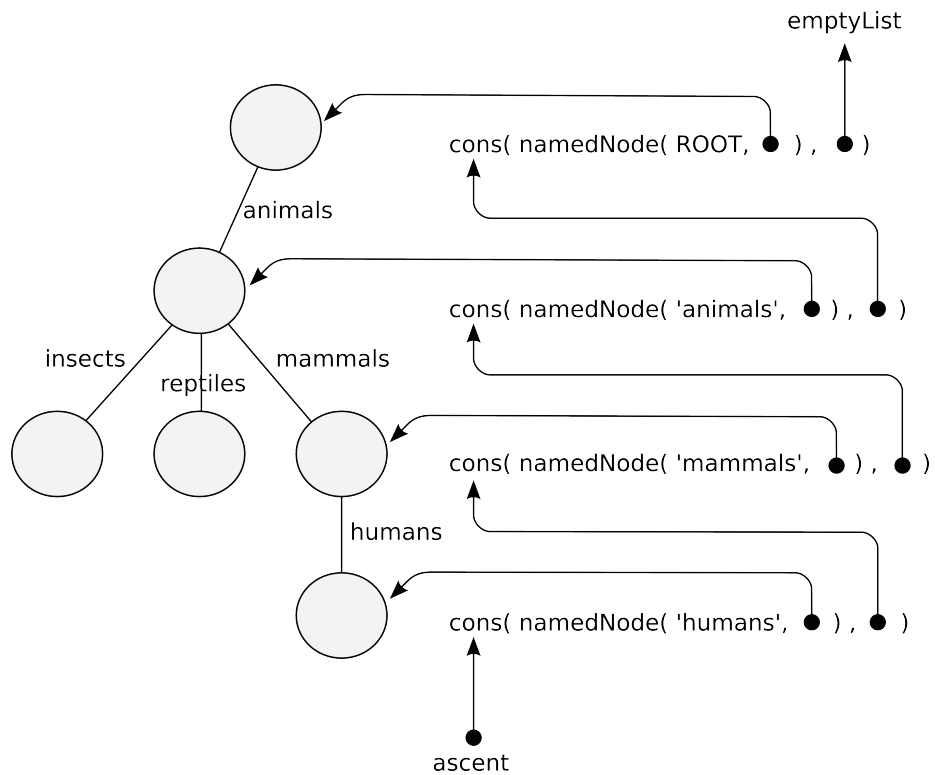 emptyList
cons( namedNode( ROOT, ) , )
animals
cons( namedNode( 'animals', ) , )
insects
reptiles
mammals
cons( namedNode( 'mammals', ) , )
humans
cons( namedNode( 'humans', ) , )
ascent